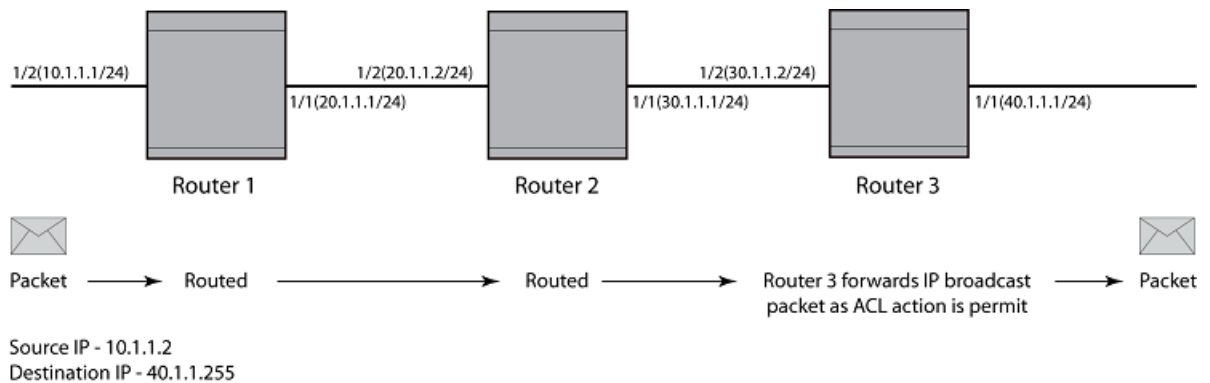 1/2(10.1.1.1/24)
1/1(20.1.1.1/24)
1/2(20.1.1.2/24)
1/1(30.1.1.1/24)
1/2(30.1.1.2/24)
1/1(40.1.1.1/24)
Router 1
Router 2
Router 3
Packet
Routed
Routed
Router 3 forwards IP broadcast
packet as ACL action is permit
Packet
Source IP - 10.1.1.2
Destination IP - 40.1.1.255